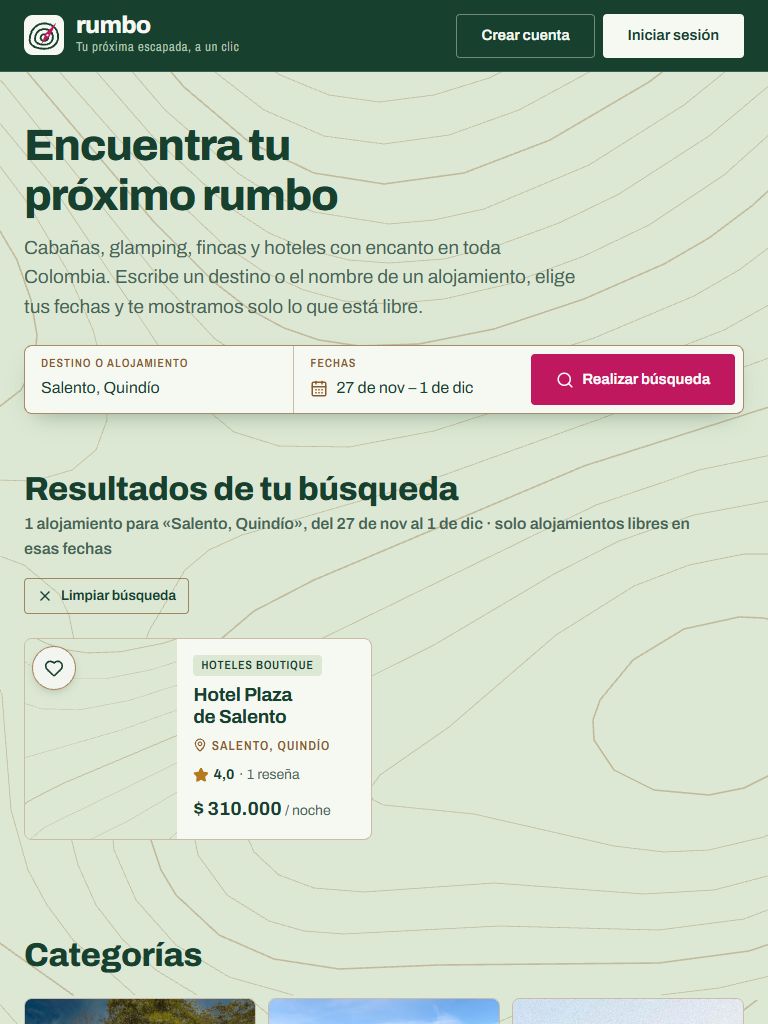 rumbo
Tu próxima escapada, a un clic
Crear cuenta
Iniciar sesión
Encuentra tu
próximo rumbo
Cabañas, glamping, fincas y hoteles con encanto en toda
Colombia. Escribe un destino o el nombre de un alojamiento, elige
tus fechas y te mostramos solo lo que está libre.
DESTINO O ALOJAMIENTO
Salento, Quindío
FECHAS
27 de nov – 1 de dic
Realizar búsqueda
Resultados de tu búsqueda
1 alojamiento para «Salento, Quindío», del 27 de nov al 1 de dic · solo alojamientos libres en
esas fechas
Limpiar búsqueda
HOTELES BOUTIQUE
Hotel Plaza
de Salento
SALENTO, QUINDÍO
4,0 · 1 reseña
$ 310.000 / noche
Categorías